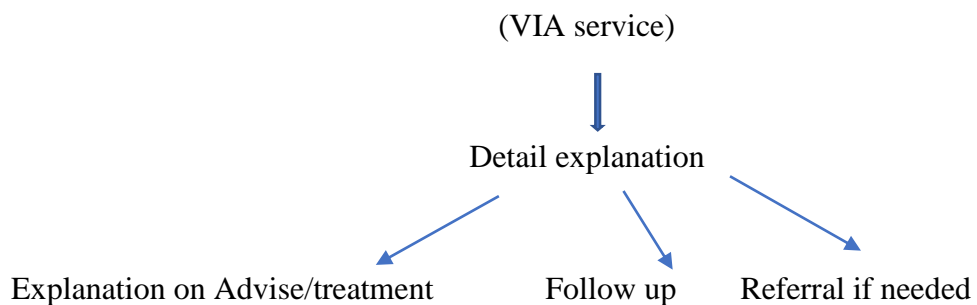 (VIA service)
Detail explanation
Explanation on Advise/treatment Follow up Referral if needed